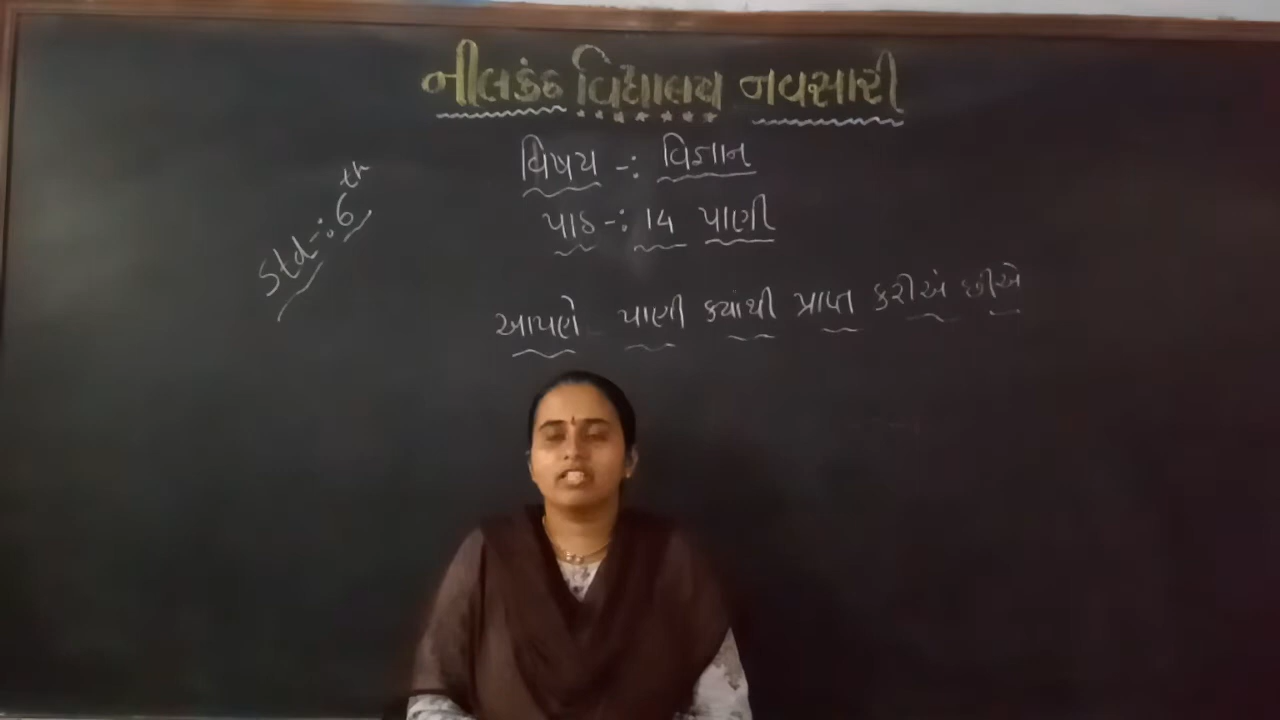 નીલકંઠ વિદ્યાલય નવસારી
વિષય -: વિજ્ઞાન
Std-: 6th
પાઠ-: 14 પાણી
આપણે પાણી ક્યાંથી પ્રાપ્ત કરીએ છીએ